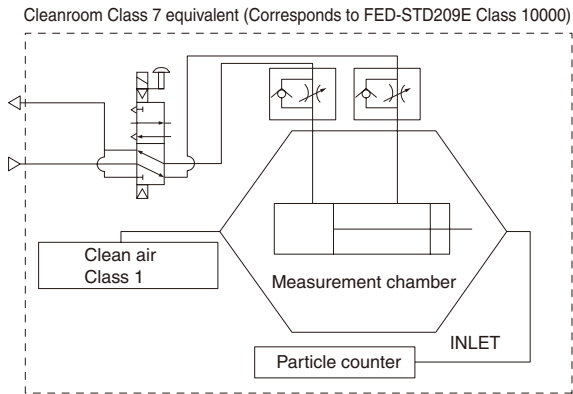 Cleanroom Class 7 equivalent (Corresponds to FED-STD209E Class 10000)
Clean air
Class 1
Measurement chamber
INLET
Particle counter